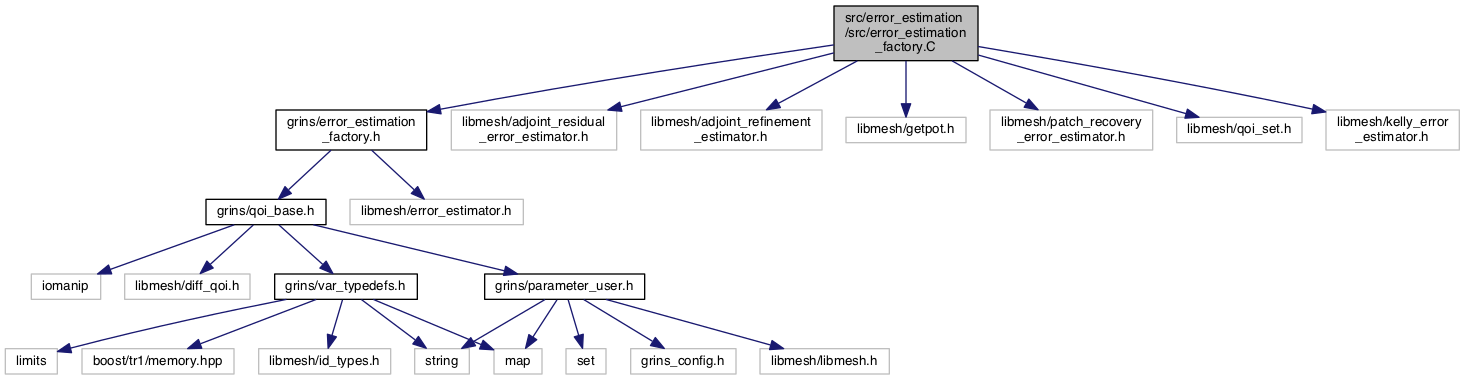 src/error_estimation
/src/error_estimation
_factory.C
grins/error_estimation
_factory.h
libmesh/adjoint_residual
_error_estimator.h
libmesh/adjoint_refinement
_estimator.h
libmesh/getpot.h
libmesh/patch_recovery
_error_estimator.h
libmesh/qoi_set.h
libmesh/kelly_error
_estimator.h
grins/qoi_base.h
libmesh/error_estimator.h
iomanip
libmesh/diff_qoi.h
grins/var_typedefs.h
grins/parameter_user.h
limits
boost/tr1/memory.hpp
libmesh/id_types.h
string
map
set
grins_config.h
libmesh/libmesh.h